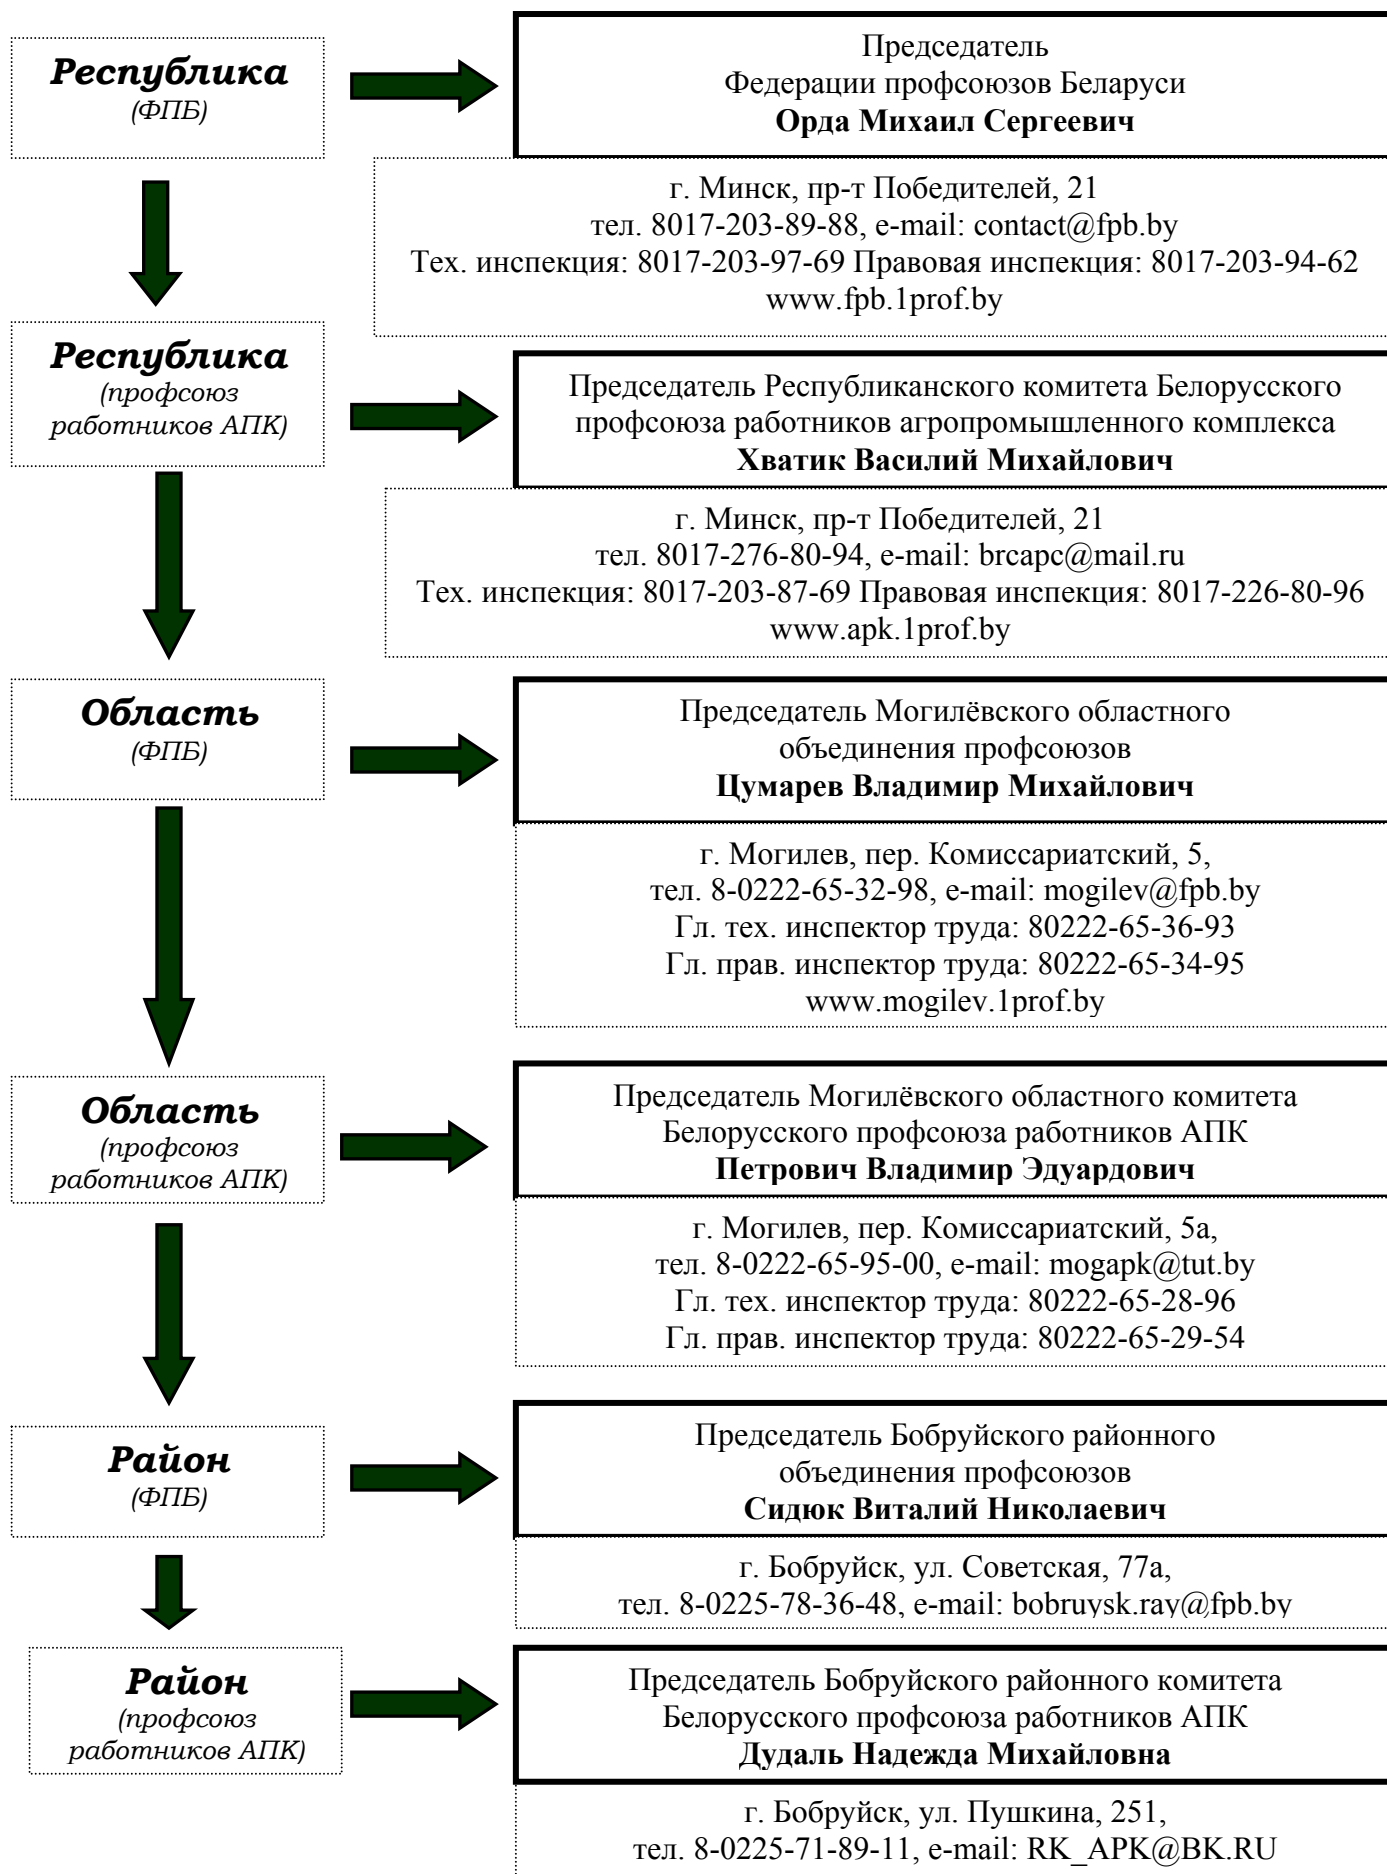 Республика
(ФПБ)
Председатель
Федерации профсоюзов Беларуси
Орда Михаил Сергеевич
г. Минск, пр-т Победителей, 21
тел. 8017-203-89-88, e-mail: contact@fpb.by
Тех. инспекция: 8017-203-97-69 Правовая инспекция: 8017-203-94-62
www.fpb.1prof.by
Республика
(профсоюз
работников АПК)
Председатель Республиканского комитета Белорусского
профсоюза работников агропромышленного комплекса
Хватик Василий Михайлович
г. Минск, пр-т Победителей, 21
тел. 8017-276-80-94, e-mail: brcapc@mail.ru
Тех. инспекция: 8017-203-87-69 Правовая инспекция: 8017-226-80-96
www.apk.1prof.by
Область
(ФПБ)
Председатель Могилёвского областного
объединения профсоюзов
Цумарев Владимир Михайлович
г. Могилев, пер. Комиссариатский, 5,
тел. 8-0222-65-32-98, e-mail: mogilev@fpb.by
Гл. тех. инспектор труда: 80222-65-36-93
Гл. прав. инспектор труда: 80222-65-34-95
www.mogilev.1prof.by
Область
(профсоюз
работников АПК)
Председатель Могилёвского областного комитета
Белорусского профсоюза работников АПК
Петрович Владимир Эдуардович
г. Могилев, пер. Комиссариатский, 5а,
тел. 8-0222-65-95-00, e-mail: mogapk@tut.by
Гл. тех. инспектор труда: 80222-65-28-96
Гл. прав. инспектор труда: 80222-65-29-54
Район
(ФПБ)
Председатель Бобруйского районного
объединения профсоюзов
Сидюк Виталий Николаевич
г. Бобруйск, ул. Советская, 77а,
тел. 8-0225-78-36-48, e-mail: bobruysk.ray@fpb.by
Район
(профсоюз
работников АПК)
Председатель Бобруйского районного комитета
Белорусского профсоюза работников АПК
Дудаль Надежда Михайловна
г. Бобруйск, ул. Пушкина, 251,
тел. 8-0225-71-89-11, e-mail: RK_APK@BK.RU